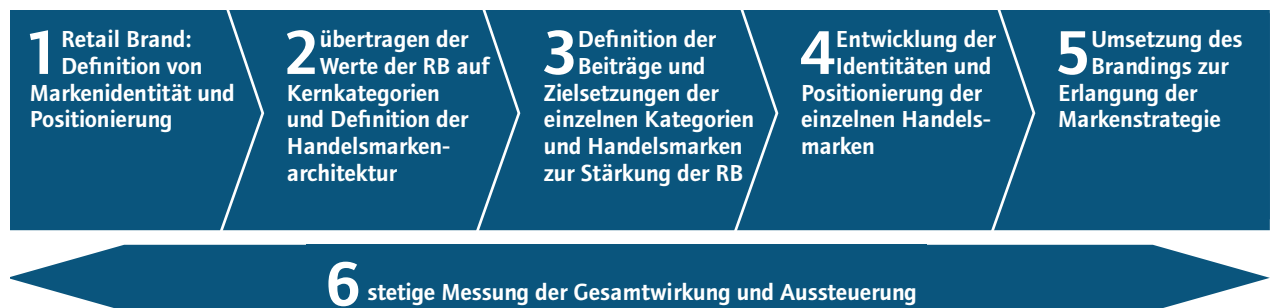 1 Retail Brand:
Definition von
Markenidentität und
Positionierung
2 übertragen der
Werte der RB auf
Kernkategorien
und Definition der
Handelsmarken-
architektur
3 Definition der
Beiträge und
Zielsetzungen der
einzelnen Kategorien
und Handelsmarken
zur Stärkung der RB
4 Entwicklung der
Identitäten und
Positionierung der
einzelnen Handels-
marken
5 Umsetzung des
Brandings zur
Erlangung der
Markenstrategie
6 stetige Messung der Gesamtwirkung und Aussteuerung